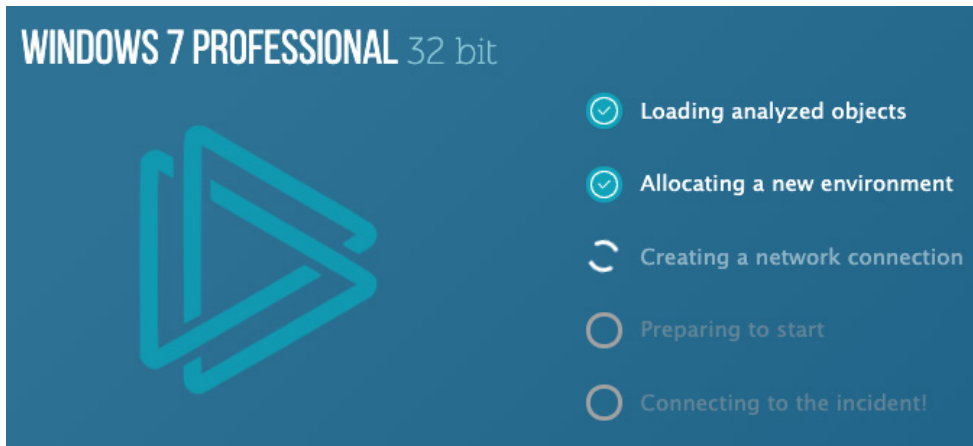 WINDOWS 7 PROFESSIONAL 32 bit
Loading analyzed objects
Allocating a new environment
Creating a network connection
Preparing to start
Connecting to the incident!